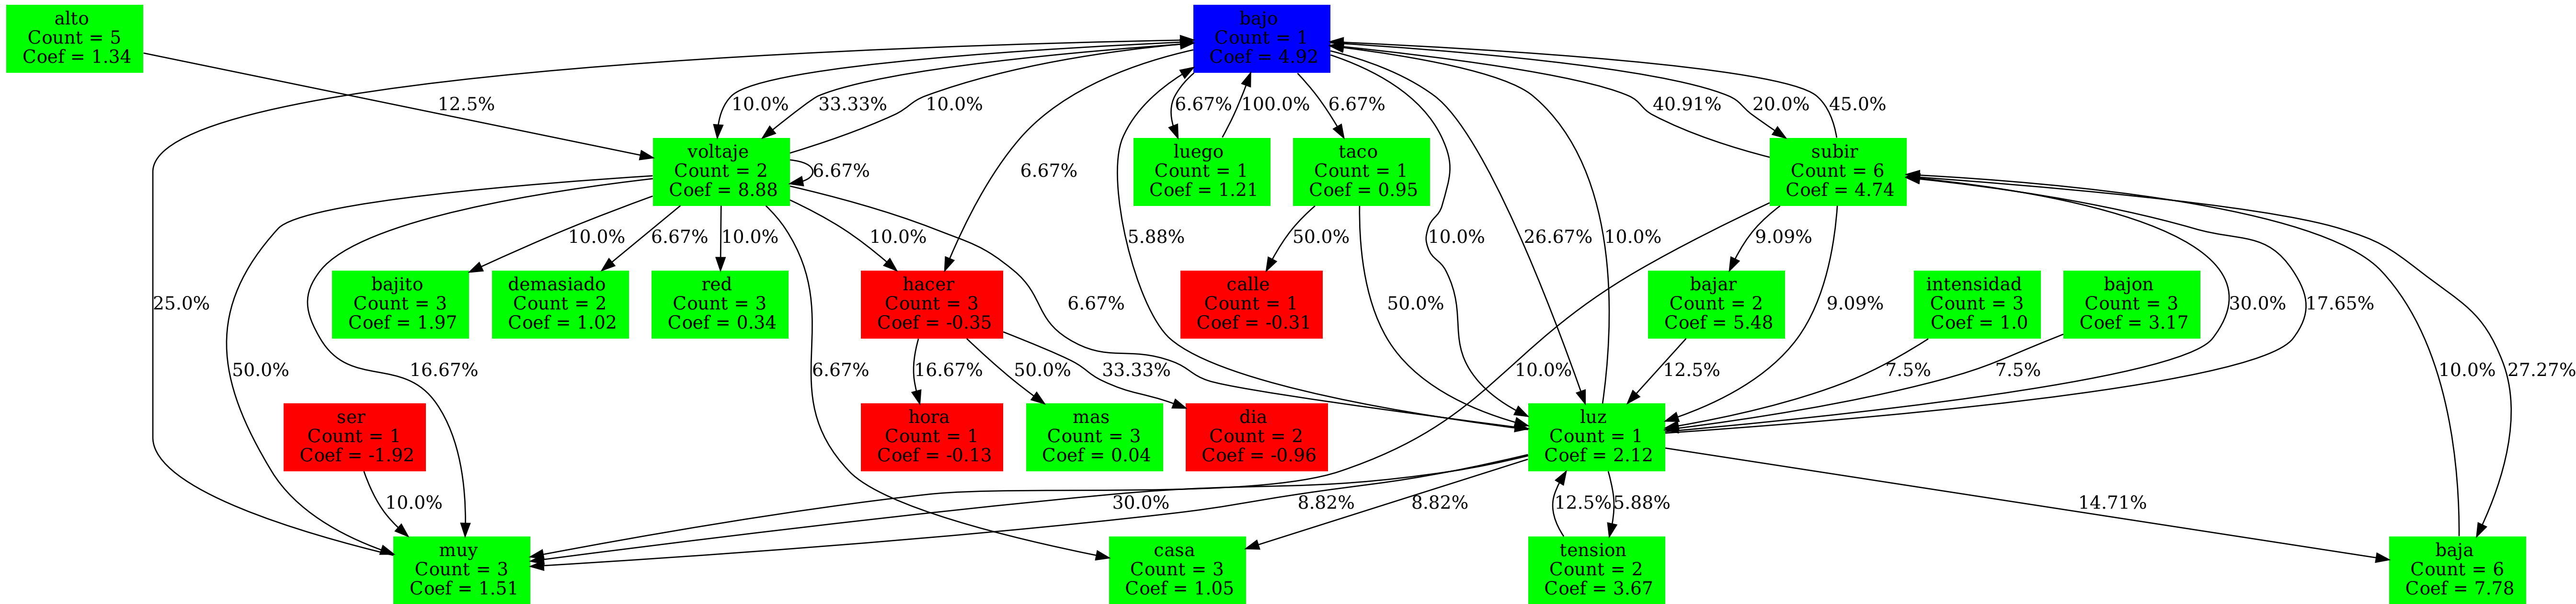 alto
Count = 5
Coef = 1.34
bajo
Count = 1
Coef = 4.92
12.5%
10.0%
33.33%
10.0%
6.67%
100.0%
6.67%
40.91%
20.0%
45.0%
voltaje
Count = 2
Coef = 8.88
6.67%
6.67%
luego
Count = 1
Coef = 1.21
taco
Count = 1
Coef = 0.95
subir
Count = 6
Coef = 4.74
10.0%
6.67%
10.0%
10.0%
5.88%
50.0%
10.0%
26.67%
10.0%
9.09%
25.0%
bajito
Count = 3
Coef = 1.97
demasiado
Count = 2
Coef = 1.02
red
Count = 3
Coef = 0.34
hacer
Count = 3
Coef = -0.35
6.67%
calle
Count = 1
Coef = -0.31
50.0%
bajar
Count = 2
Coef = 5.48
9.09%
intensidad
Count = 3
Coef = 1.0
bajon
Count = 3
Coef = 3.17
30.0%
17.65%
50.0%
16.67%
6.67%
16.67%
50.0%
33.33%
10.0%
12.5%
7.5%
7.5%
10.0%
27.27%
ser
Count = 1
Coef = -1.92
hora
Count = 1
Coef = -0.13
mas
Count = 3
Coef = 0.04
dia
Count = 2
Coef = -0.96
luz
Count = 1
Coef = 2.12
10.0%
30.0%
8.82%
8.82%
12.5%
5.88%
14.71%
muy
Count = 3
Coef = 1.51
casa
Count = 3
Coef = 1.05
tension
Count = 2
Coef = 3.67
baja
Count = 6
Coef = 7.78